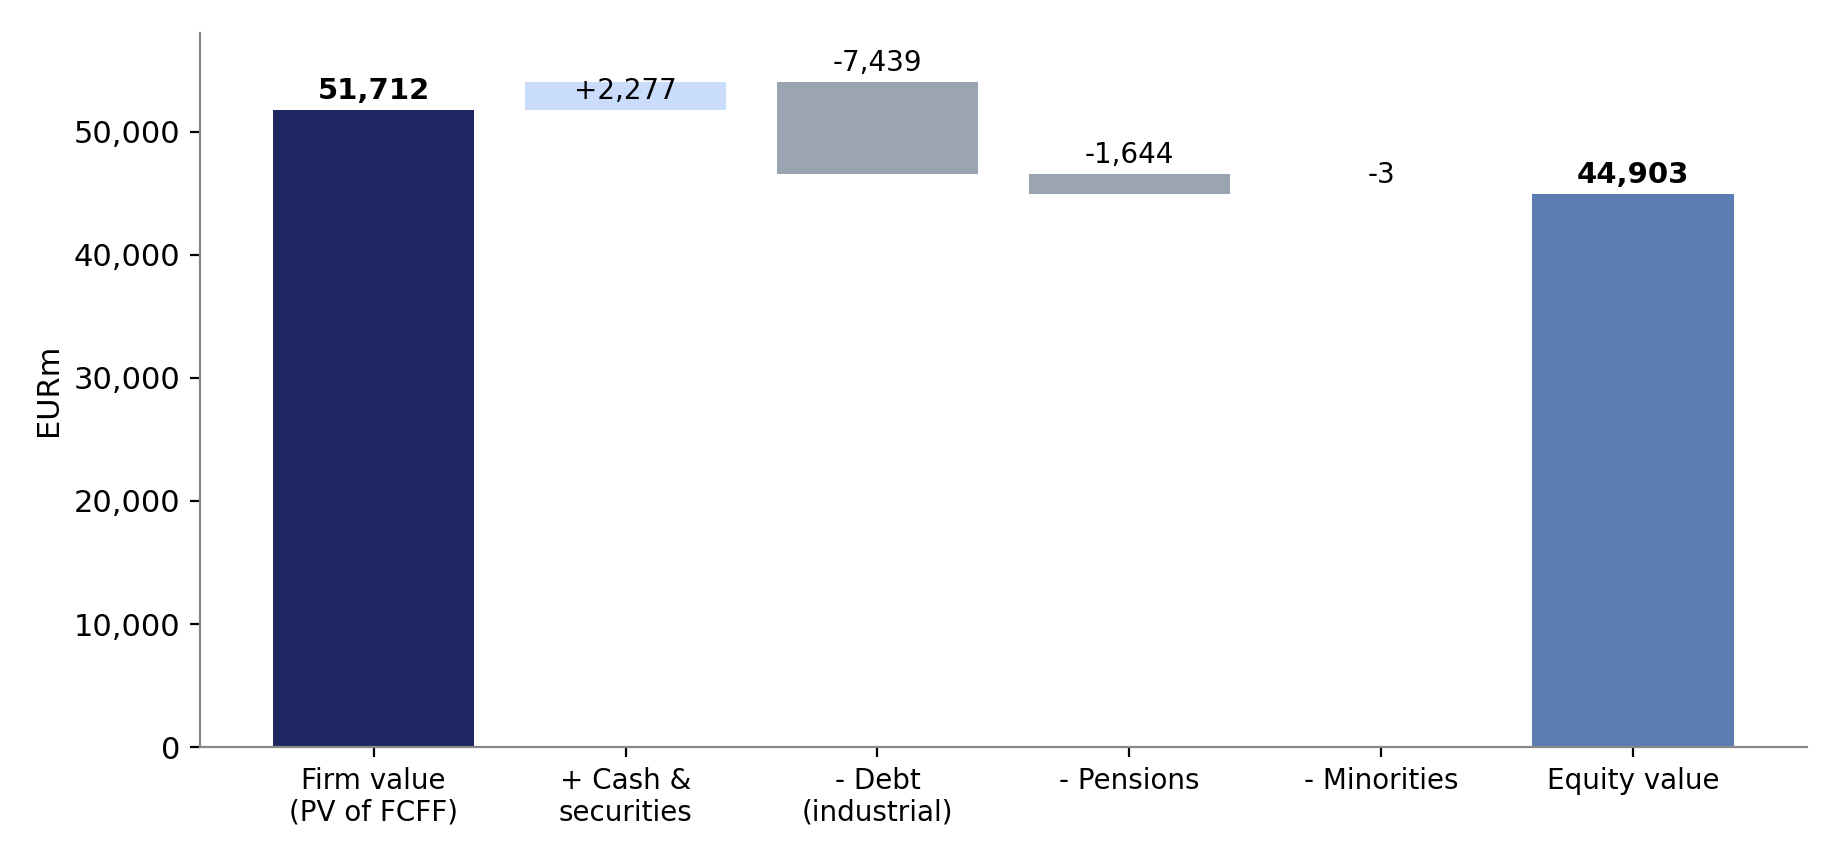 51,712
+2,277
-7,439
-1,644
-3
44,903
50,000
40,000
30,000
20,000
10,000
0
EURm
Firm value
(PV of FCFF)
+ Cash &
securities
- Debt
(industrial)
- Pensions
- Minorities
Equity value